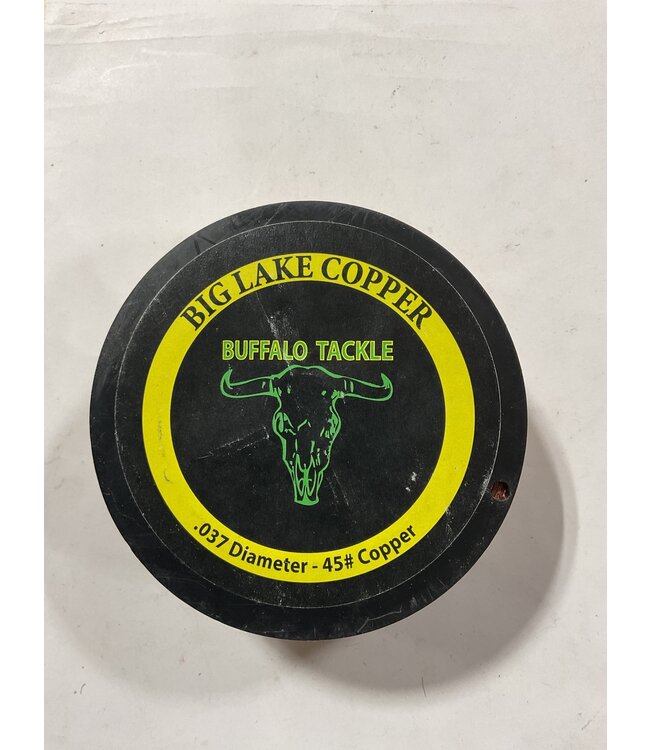 BIG LAKE COPPER
BUFFALO TACKLE
.037 Diameter - 45# Copper